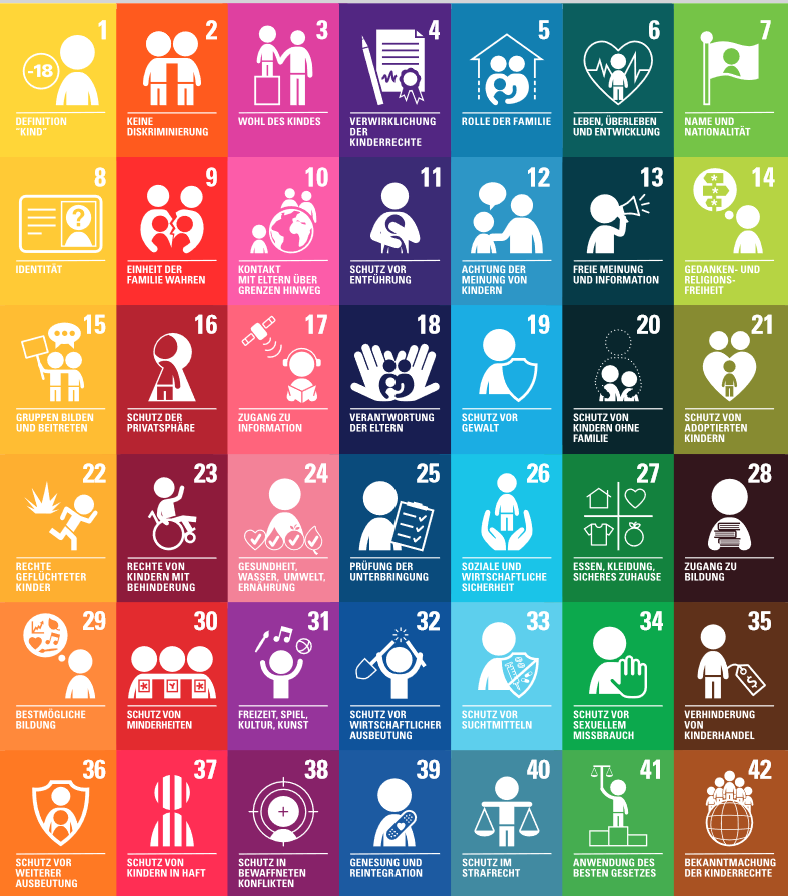 1
-18
DEFINITION
"KIND"
2
KEINE
DISKRIMINIERUNG
3
WOHL DES KINDES
4
VERWIRKLICHUNG
DER
KINDERRECHTE
5
ROLLE DER FAMILIE
6
LEBEN, ÜBERLEBEN
UND ENTWICKLUNG
7
NAME UND
NATIONALITÄT
8
?
IDENTITÄT
9
EINHEIT DER
FAMILIE WAHREN
10
KONTAKT
MIT ELTERN ÜBER
GRENZEN HINWEG
11
SCHUTZ VOR
ENTFÜHRUNG
12
ACHTUNG DER
MEINUNG VON
KINDERN
13
FREIE MEINUNG
UND INFORMATION
14
GEDANKEN- UND
RELIGIONS-
FREIHEIT
15
GRUPPEN BILDEN
UND BEITRETEN
16
SCHUTZ DER
PRIVATSPHÄRE
17
ZUGANG ZU
INFORMATION
18
VERANTWORTUNG
DER ELTERN
19
SCHUTZ VOR
GEWALT
20
SCHUTZ VON
KINDERN OHNE
FAMILIE
21
SCHUTZ VON
ADOPTIERTEN
KINDERN
22
RECHTE
GEFLÜCHTETER
KINDER
23
RECHTE VON
KINDERN MIT
BEHINDERUNG
24
GESUNDHEIT,
WASSER, UMWELT,
ERNÄHRUNG
25
PRÜFUNG DER
UNTERBRINGUNG
26
SOZIALE UND
WIRTSCHAFTLICHE
SICHERHEIT
27
ESSEN, KLEIDUNG,
SICHERES ZUHAUSE
28
ZUGANG ZU
BILDUNG
29
BESTMÖGLICHE
BILDUNG
30
SCHUTZ VON
MINDERHEITEN
31
FREIZEIT, SPIEL,
KULTUR, KUNST
32
SCHUTZ VOR
WIRTSCHAFTLICHER
AUSBEUTUNG
33
SCHUTZ VOR
SUCHTMITTELN
34
SCHUTZ VOR
SEXUELLEM
MISSBRAUCH
35
$
VERHINDERUNG
VON
KINDERHANDEL
36
SCHUTZ VOR
WEITERER
AUSBEUTUNG
37
SCHUTZ VON
KINDERN IN HAFT
38
SCHUTZ IN
BEWAFFNETEN
KONFLIKTEN
39
GENESUNG UND
REINTEGRATION
40
SCHUTZ IM
STRAFRECHT
41
ANWENDUNG DES
BESTEN GESETZES
42
BEKANNTMACHUNG
DER KINDERRECHTE